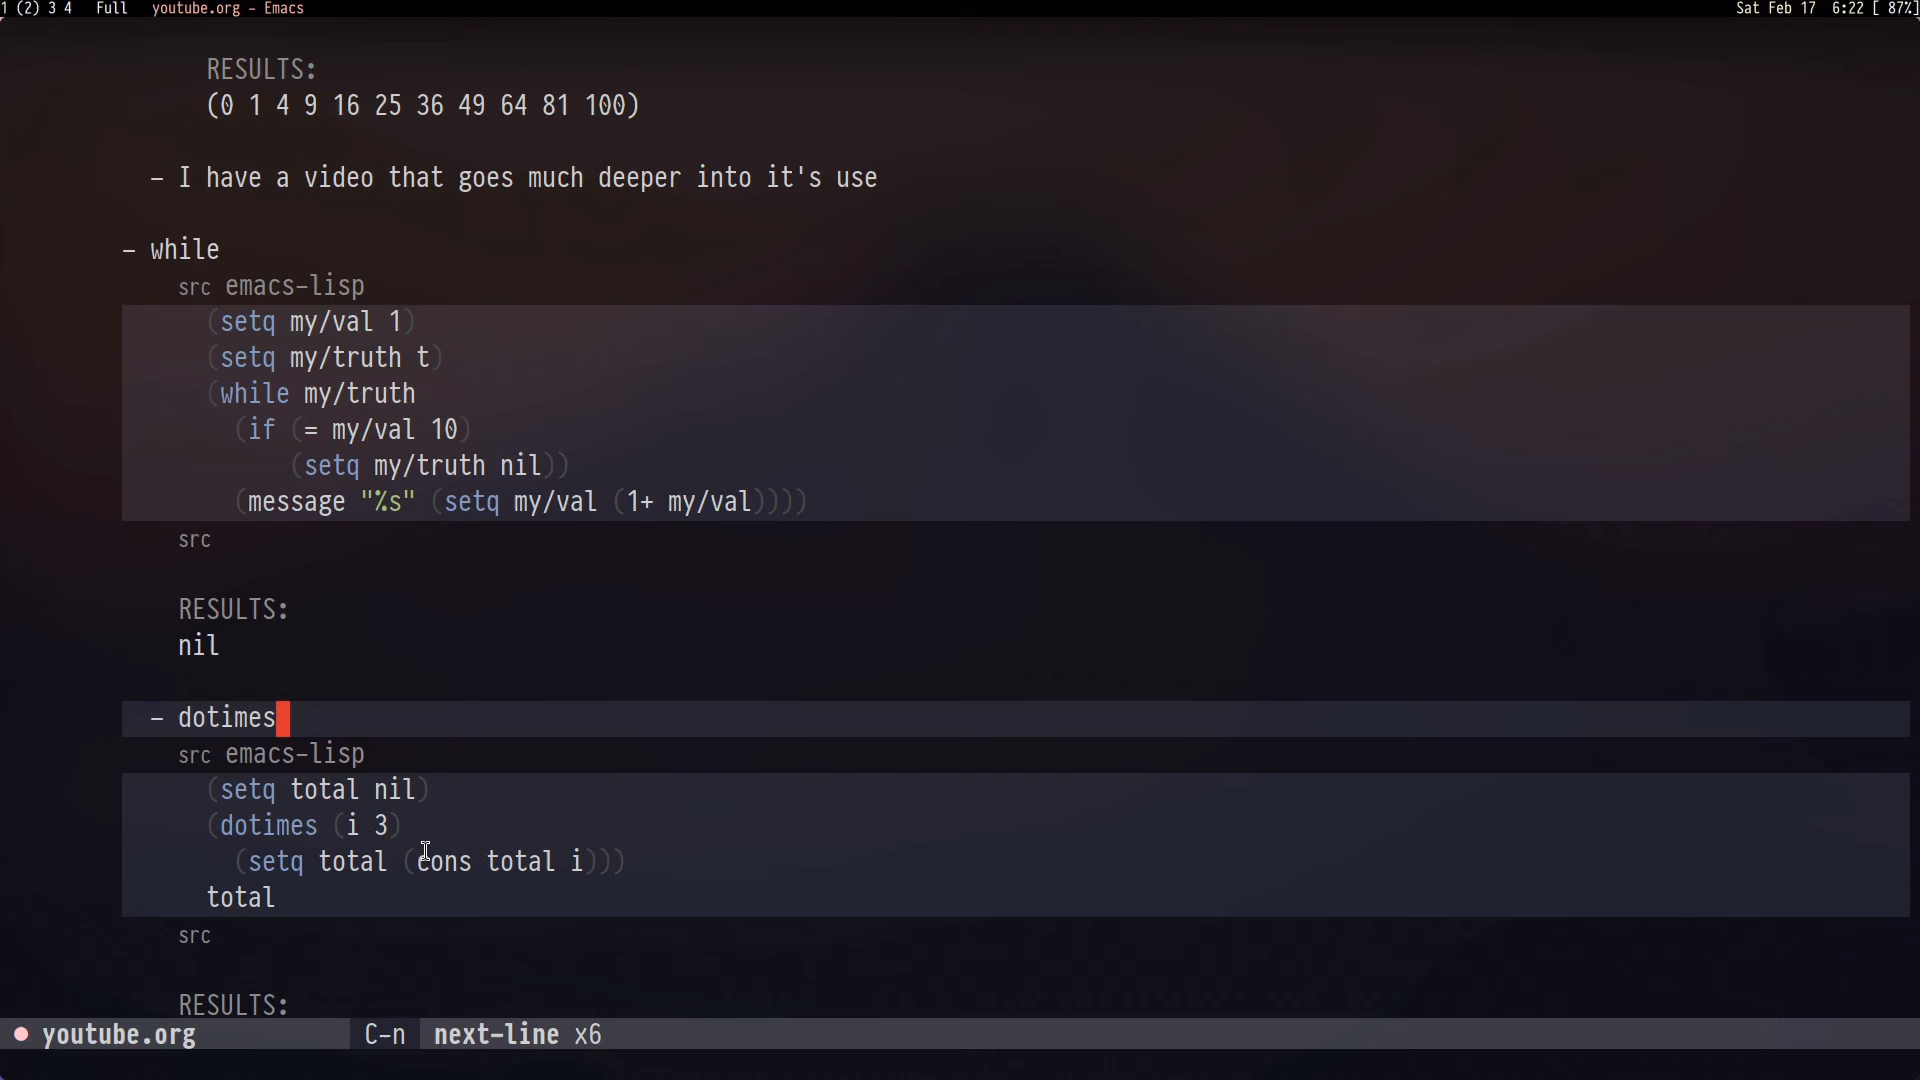 1 (2) 3 4 Full youtube.org – Emacs Sat Feb 17 6:22 [ 87%]
RESULTS:
(0 1 4 9 16 25 36 49 64 81 100)
– I have a video that goes much deeper into it's use
– while
src emacs-lisp
(setq my/val 1)
(setq my/truth t)
(while my/truth
(if (= my/val 10)
(setq my/truth nil))
(message "%s" (setq my/val (1+ my/val))))
src
RESULTS:
nil
– dotimes
src emacs-lisp
(setq total nil)
(dotimes (i 3)
(setq total (cons total i)))
total
src
RESULTS:
youtube.org C-n next-line x6